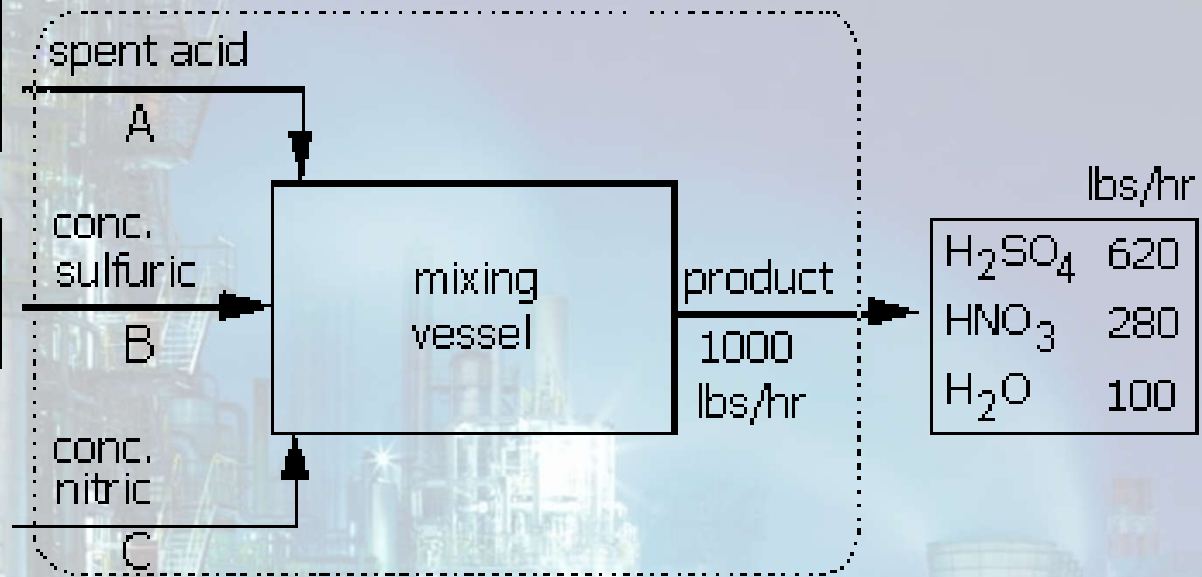 spent acid
A
conc.
sulfuric
B
conc.
nitric
C
mixing
vessel
product
1000
lbs/hr
lbs/hr
H₂SO₄ 620
HNO₃ 280
H₂O 100